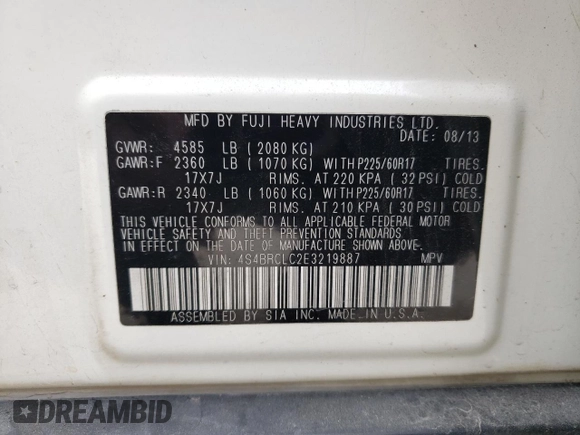 MFD BY FUJI HEAVY INDUSTRIES LTD.
DATE: 08/13
GVWR: 4585 LB (2080 KG)
GAWR:F 2360 LB (1070 KG) WITH P225/60R17 TIRES.
17X7J RIMS. AT 220 KPA (32 PSI) COLD
GAWR:R 2340 LB (1060 KG) WITH P225/60R17 TIRES.
17X7J RIMS. AT 210 KPA (30 PSI) COLD
THIS VEHICLE CONFORMS TO ALL APPLICABLE FEDERAL MOTOR
VEHICLE SAFETY AND THEFT PREVENTION STANDARDS
IN EFFECT ON THE DATE OF MANUFACTURE SHOWN ABOVE.
VIN: 4S4BRCLC2E3219887 MPV
ASSEMBLED BY SIA INC. MADE IN U.S.A.
DREAMBID